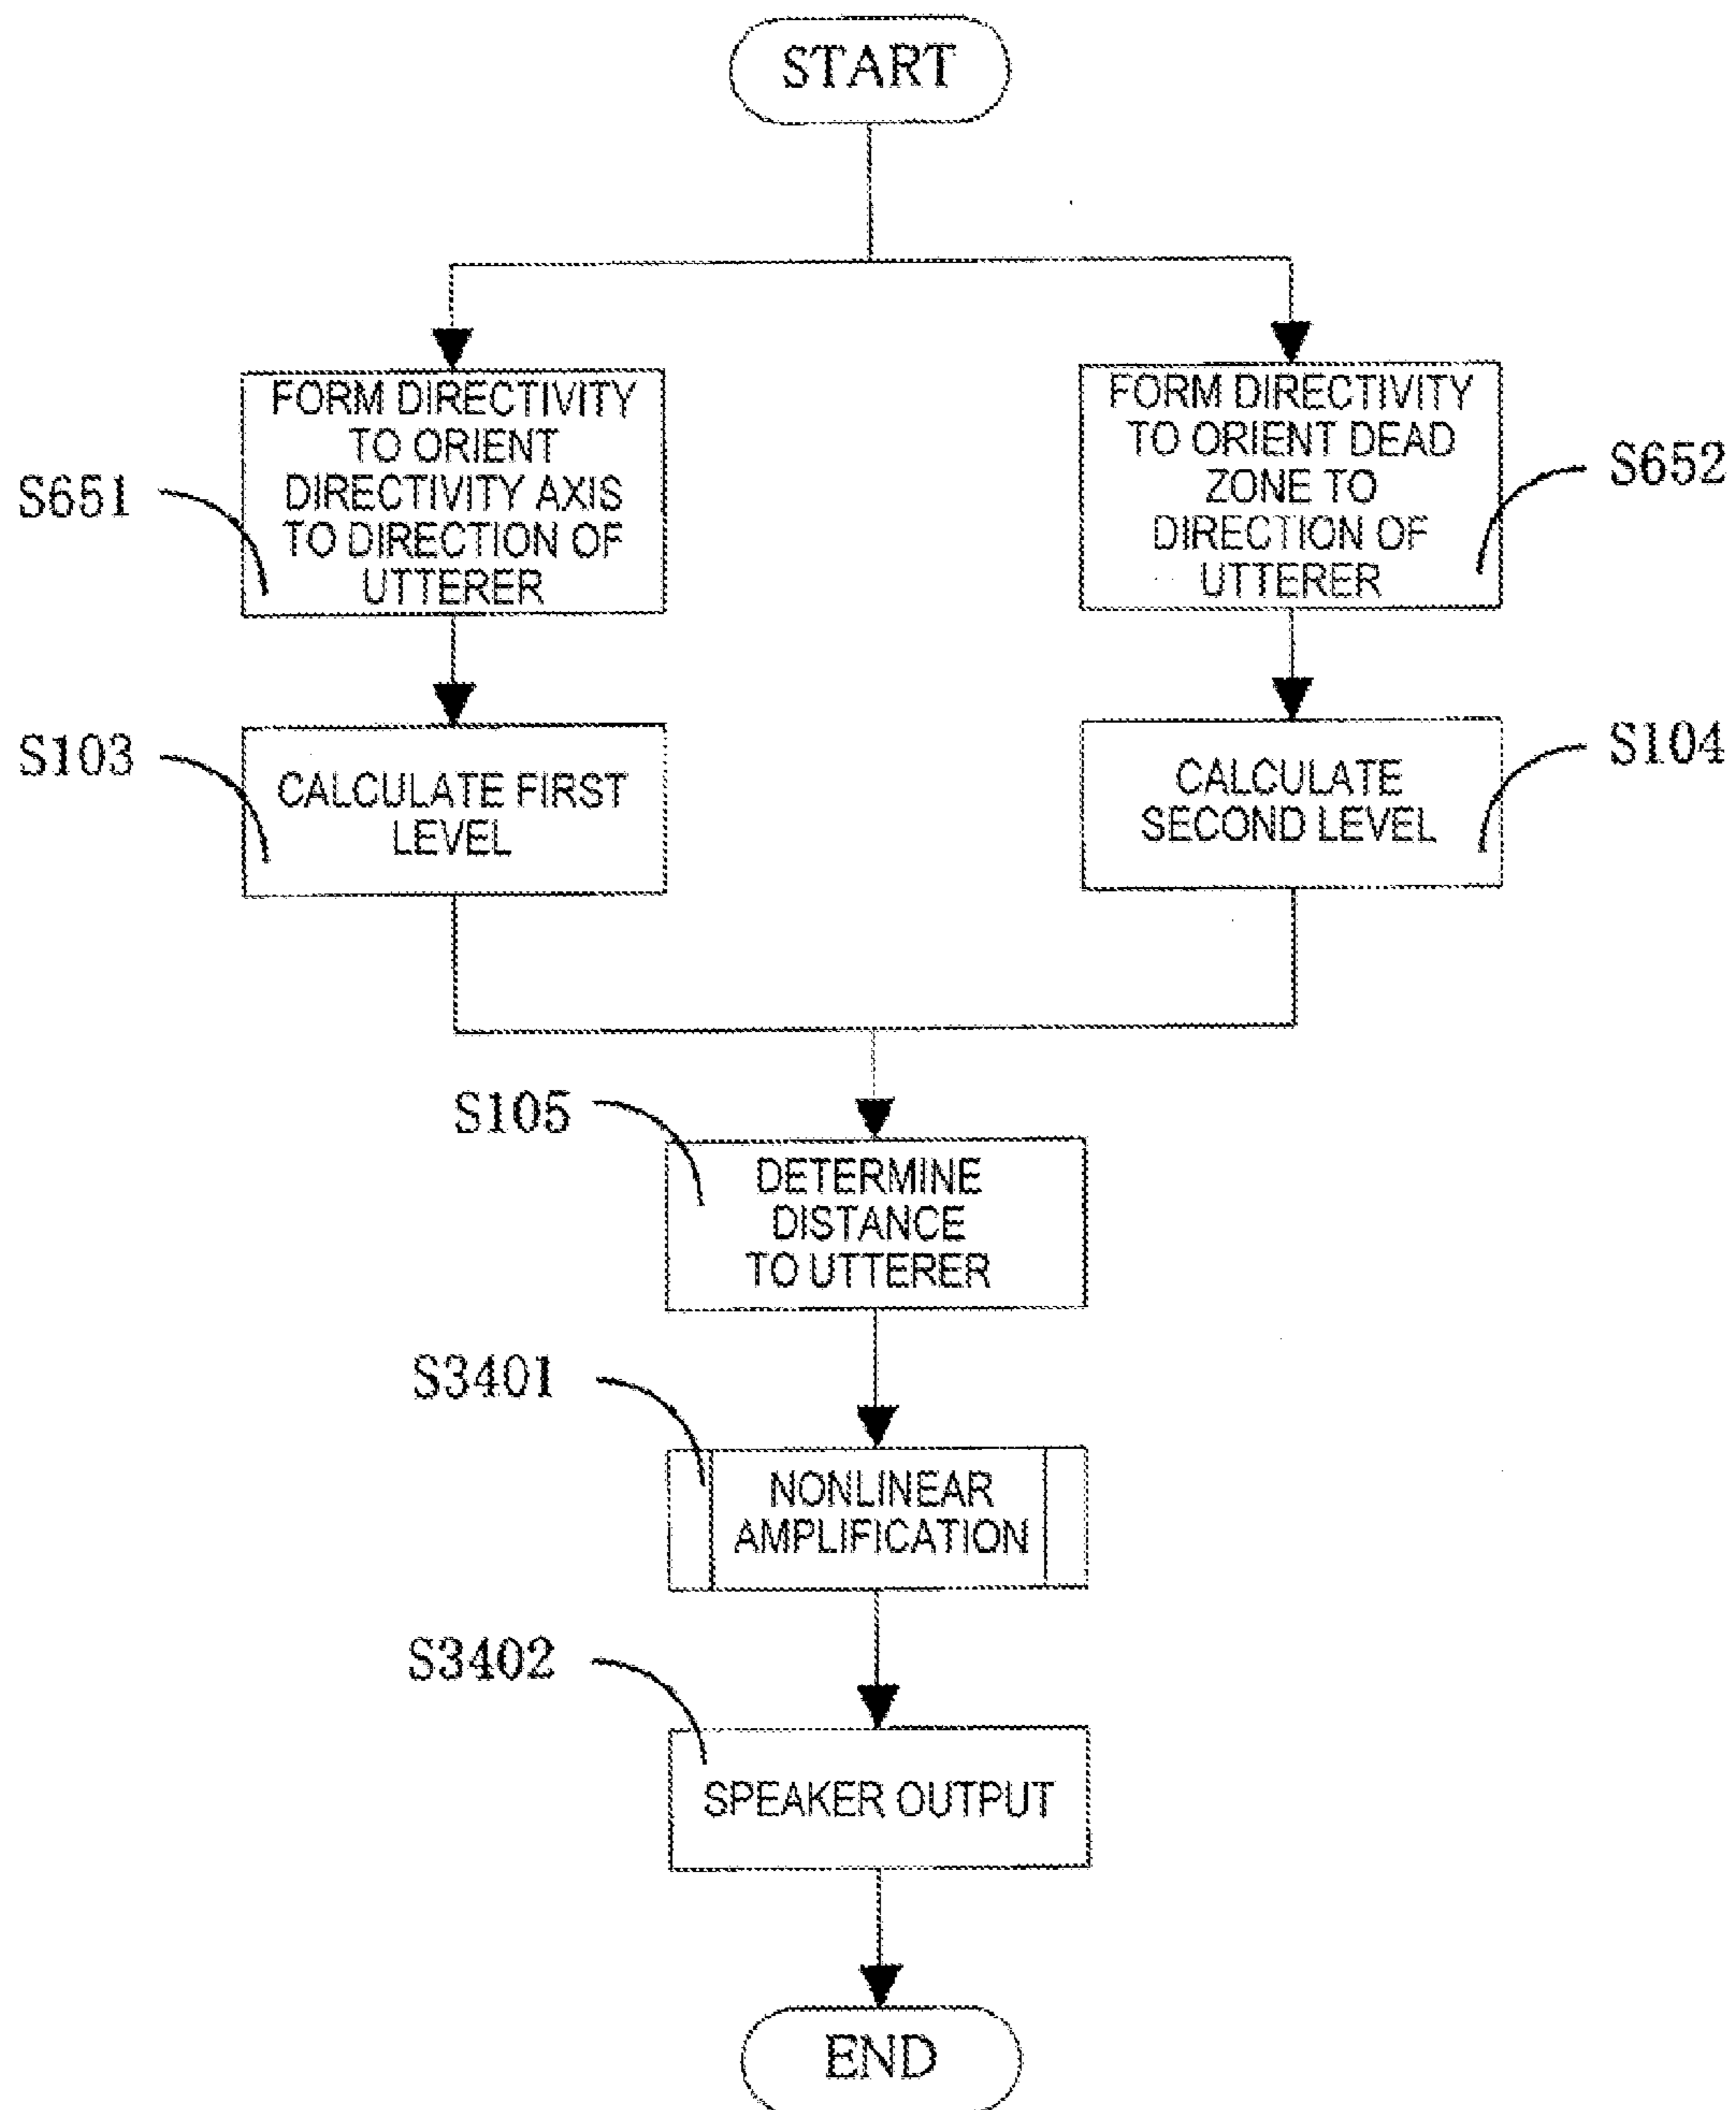 START
FORM DIRECTIVITY
TO ORIENT
DIRECTIVITY AXIS
TO DIRECTION OF
UTTERER
S651
FORM DIRECTIVITY
TO ORIENT DEAD
ZONE TO
DIRECTION OF
UTTERER
S652
S103
CALCULATE FIRST
LEVEL
CALCULATE
SECOND LEVEL
S104
S105
DETERMINE
DISTANCE
TO UTTERER
S3401
NONLINEAR
AMPLIFICATION
S3402
SPEAKER OUTPUT
END